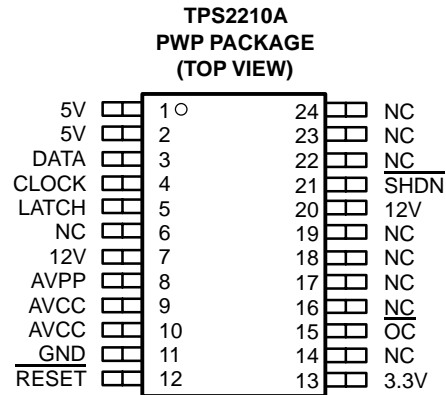 TPS2210A
PWP PACKAGE
(TOP VIEW)
5V 1 24 NC
5V 2 23 NC
DATA 3 22 NC
CLOCK 4 21 SHDN
LATCH 5 20 12V
NC 6 19 NC
12V 7 18 NC
AVPP 8 17 NC
AVCC 9 16 NC
AVCC 10 15 OC
GND 11 14 NC
RESET 12 13 3.3V